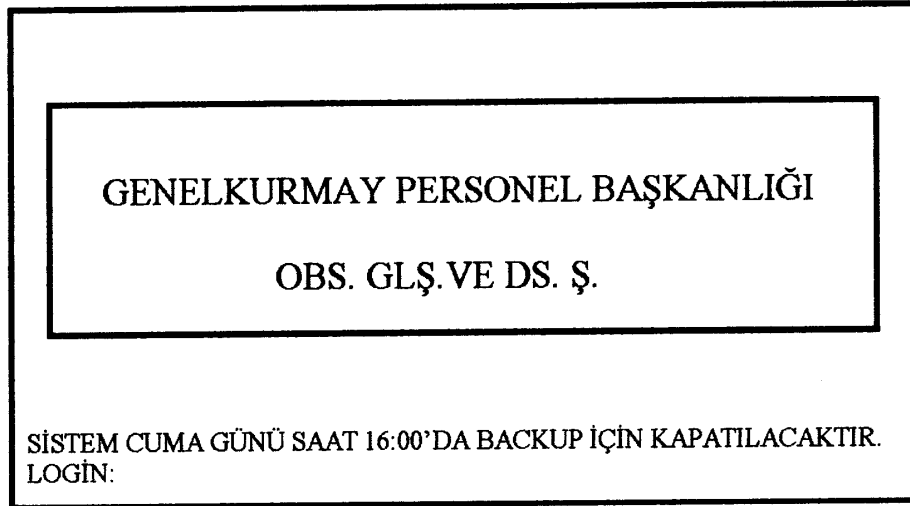 GENELKURMAY PERSONEL BAŞKANLIĞI
OBS. GLŞ.VE DS. Ş.
SİSTEM CUMA GÜNÜ SAAT 16:00’DA BACKUP İÇİN KAPATILACAKTIR.
LOGİN: